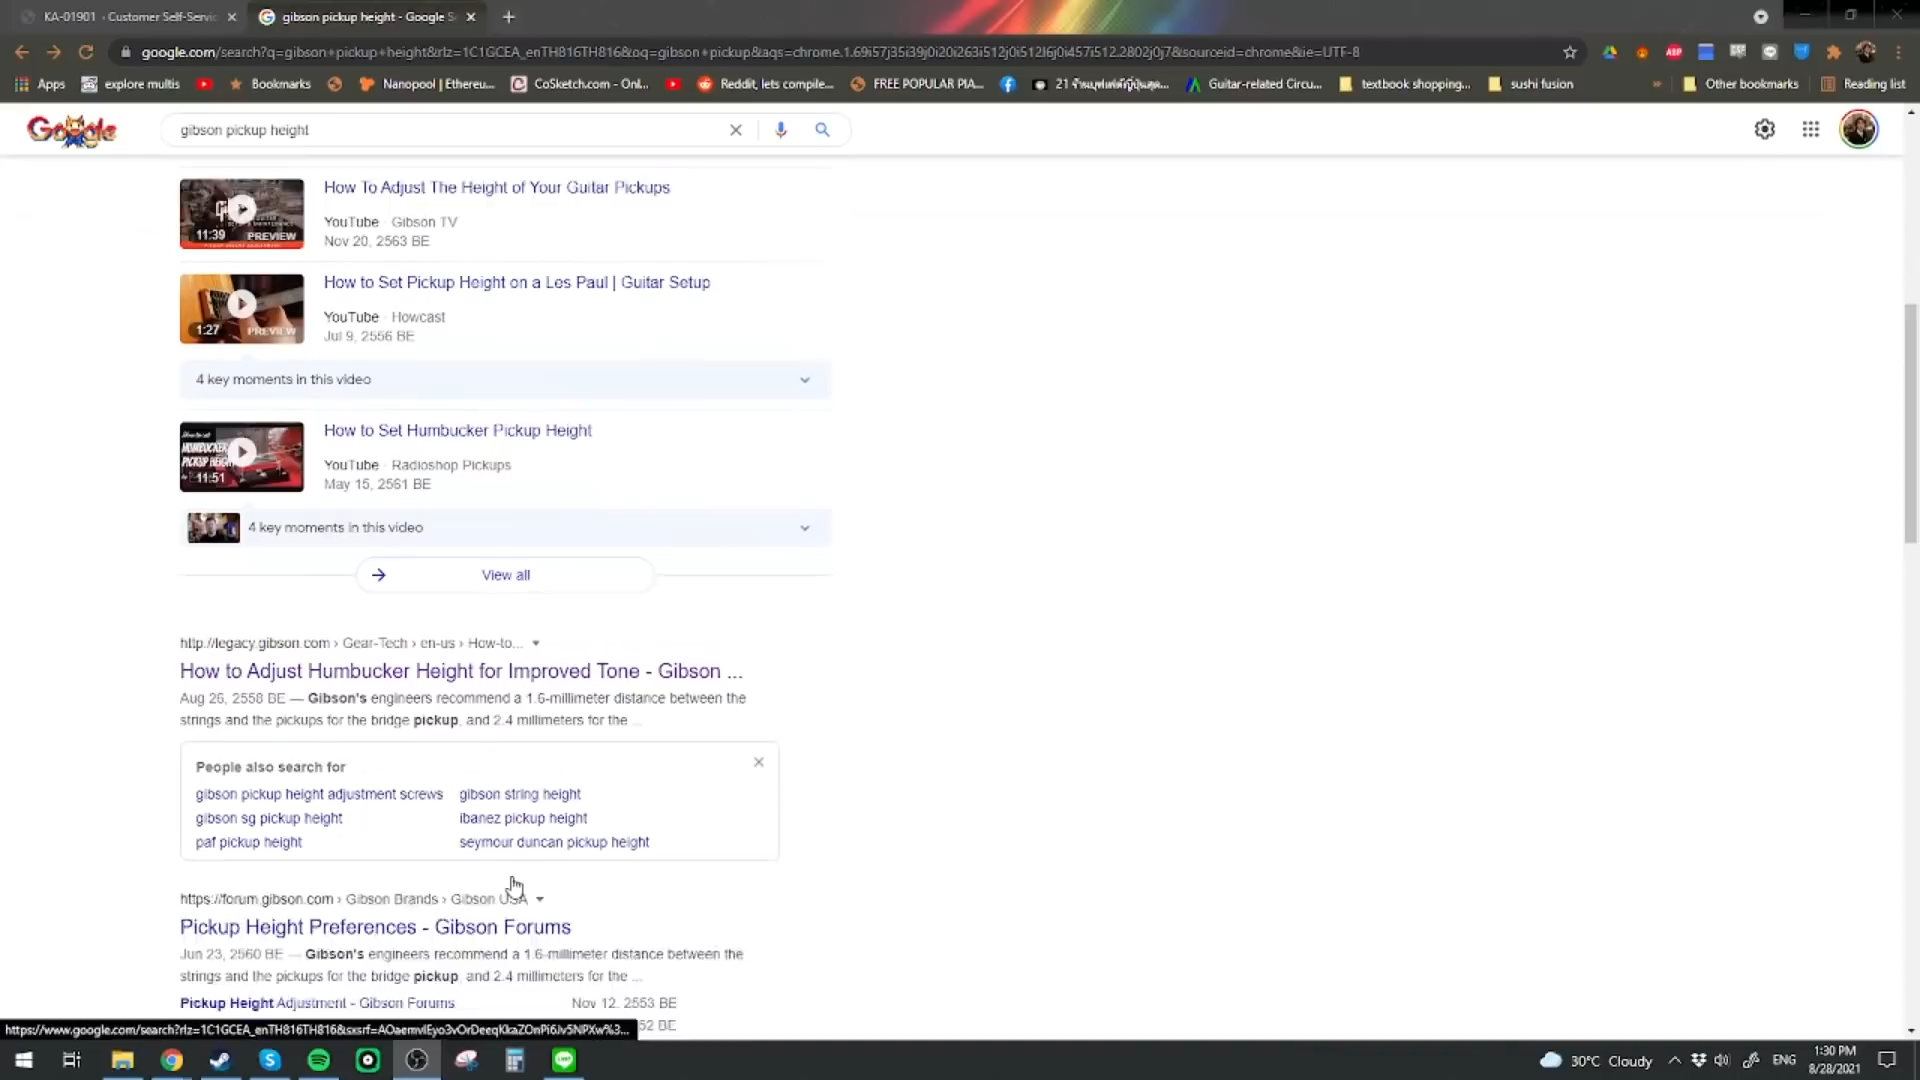 KA-01901 · Customer Self-Servic
gibson pickup height - Google S
google.com/search?q=gibson+pickup+height&rlz=1C1GCEA_enTH816TH816&oq=gibson+pickup&aqs=chrome.1.69i57j35i39j0i20i263i512j0i512l6j0i457i512.2802j0j7&sourceid=chrome&ie=UTF-8
Apps
explore multis
Bookmarks
Nanopool | Ethereu...
CoSketch.com - Onl...
Reddit, lets compile...
FREE POPULAR PIA...
Guitar-related Circu...
textbook shopping...
sushi fusion
Other bookmarks
Reading list
Google
gibson pickup height
How To Adjust The Height of Your Guitar Pickups
11:39 PREVIEW
YouTube · Gibson TV
Nov 20, 2563 BE
How to Set Pickup Height on a Les Paul | Guitar Setup
1:27 PREVIEW
YouTube · Howcast
Jul 9, 2556 BE
4 key moments in this video
How to Set Humbucker Pickup Height
HUMBUCKER
PICKUP HEIGHT
11:51
YouTube · Radioshop Pickups
May 15, 2561 BE
4 key moments in this video
View all
http://legacy.gibson.com › Gear-Tech › en-us › How-to...
How to Adjust Humbucker Height for Improved Tone - Gibson ...
Aug 26, 2558 BE — Gibson's engineers recommend a 1.6-millimeter distance between the
strings and the pickups for the bridge pickup, and 2.4 millimeters for the ...
People also search for
gibson pickup height adjustment screws
gibson string height
gibson sg pickup height
ibanez pickup height
paf pickup height
seymour duncan pickup height
https://forum.gibson.com › Gibson Brands › Gibson USA
Pickup Height Preferences - Gibson Forums
Jun 23, 2560 BE — Gibson's engineers recommend a 1.6-millimeter distance between the
strings and the pickups for the bridge pickup, and 2.4 millimeters for the ...
Pickup Height Adjustment - Gibson Forums
Nov 12, 2553 BE
52 BE
30°C Cloudy
ENG
1:30 PM
8/28/2021